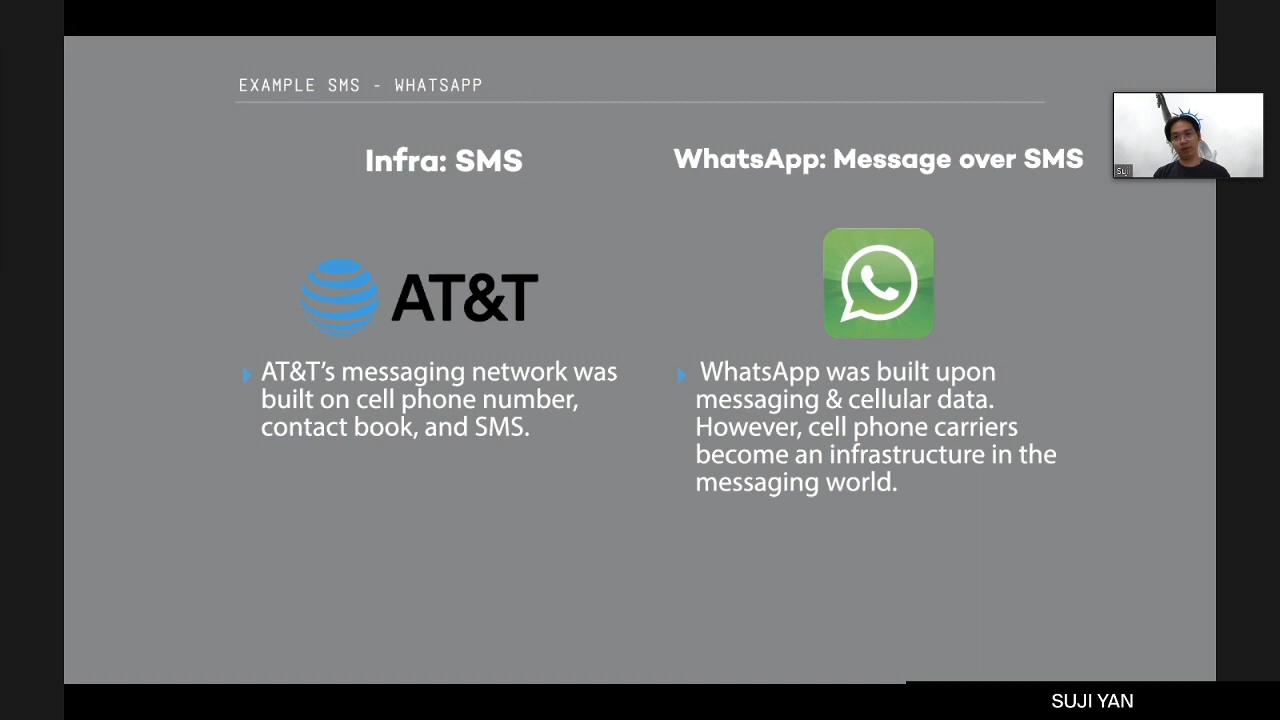 EXAMPLE SMS - WHATSAPP
Infra: SMS
AT&T
AT&T's messaging network was
built on cell phone number,
contact book, and SMS.
WhatsApp: Message over SMS
WhatsApp was built upon
messaging & cellular data.
However, cell phone carriers
become an infrastructure in the
messaging world.
Suji
SUJI YAN